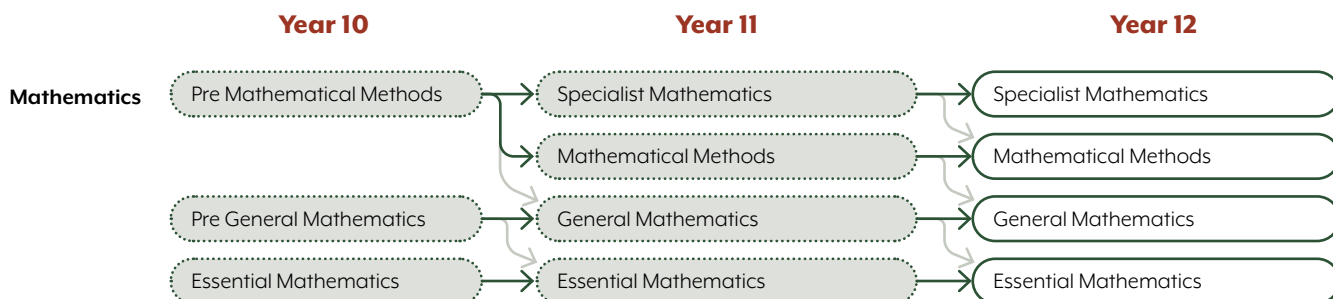 Year 10 Year 11 Year 12
Mathematics Pre Mathematical Methods Specialist Mathematics Specialist Mathematics
Mathematical Methods Mathematical Methods
Pre General Mathematics General Mathematics General Mathematics
Essential Mathematics Essential Mathematics Essential Mathematics